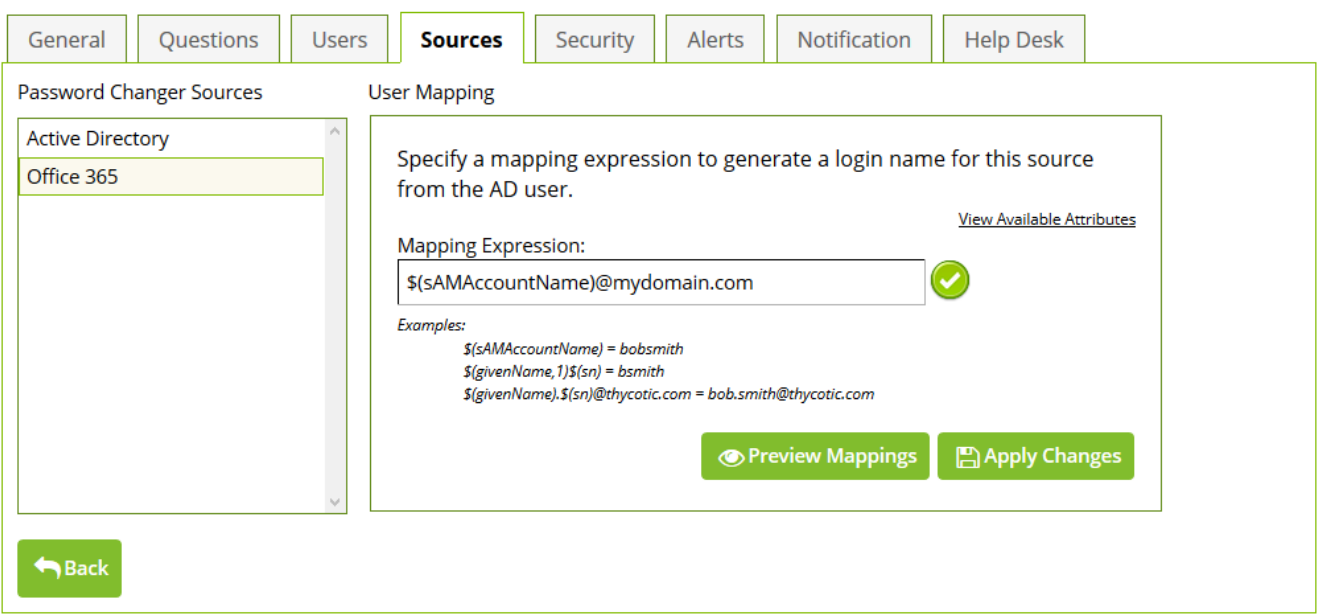 General
Questions
Users
Sources
Security
Alerts
Notification
Help Desk
Password Changer Sources
Active Directory
Office 365
User Mapping
Specify a mapping expression to generate a login name for this source
from the AD user.
View Available Attributes
Mapping Expression:
$(sAMAccountName)@mydomain.com
Examples:
$(sAMAccountName) = bobsmith
$(givenName,1)$(sn) = bsmith
$(givenName).$(sn)@thycotic.com = bob.smith@thycotic.com
Preview Mappings
Apply Changes
Back